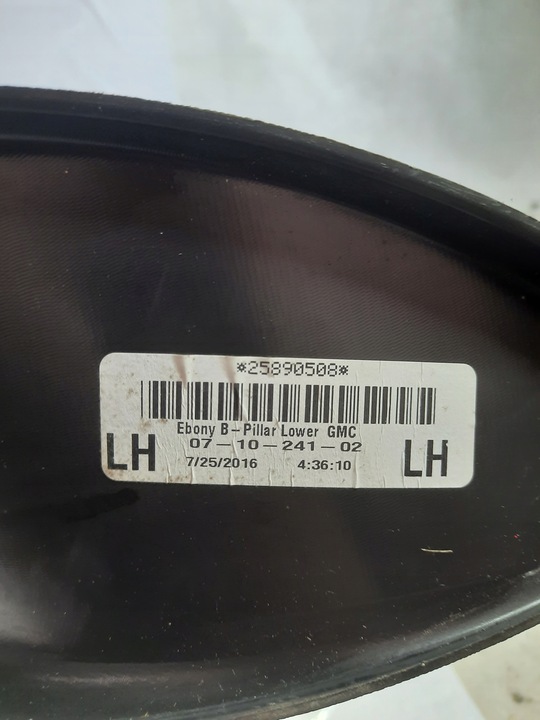 *25890508*
Ebony B-Pillar Lower GMC
07-10-241-02
LH
7/25/2016 4:36:10
LH